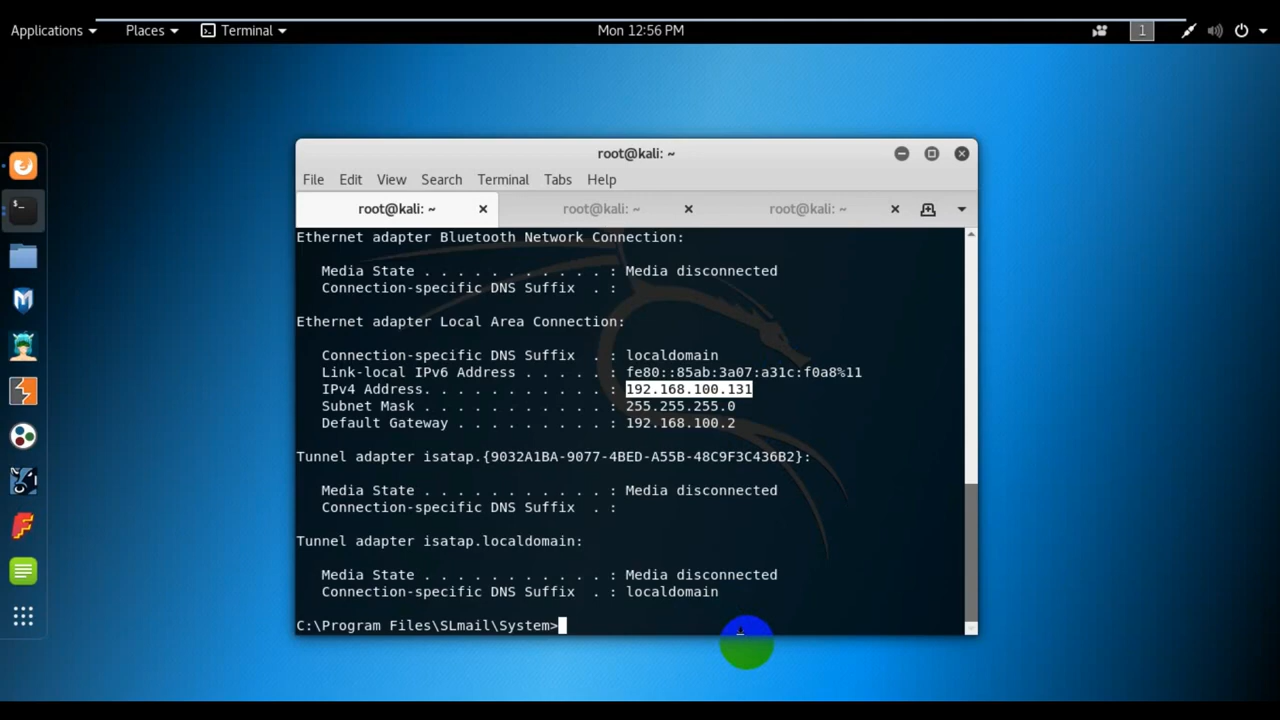 Applications Places Terminal Mon 12:56 PM 1
root@kali: ~
File Edit View Search Terminal Tabs Help
root@kali: ~ root@kali: ~ root@kali: ~
Ethernet adapter Bluetooth Network Connection:
Media State . . . . . . . . . . . : Media disconnected
Connection-specific DNS Suffix . :
Ethernet adapter Local Area Connection:
Connection-specific DNS Suffix . : localdomain
Link-local IPv6 Address . . . . . : fe80::85ab:3a07:a31c:f0a8%11
IPv4 Address. . . . . . . . . . . : 192.168.100.131
Subnet Mask . . . . . . . . . . . : 255.255.255.0
Default Gateway . . . . . . . . . : 192.168.100.2
Tunnel adapter isatap.{9032A1BA-9077-4BED-A55B-48C9F3C436B2}:
Media State . . . . . . . . . . . : Media disconnected
Connection-specific DNS Suffix . :
Tunnel adapter isatap.localdomain:
Media State . . . . . . . . . . . : Media disconnected
Connection-specific DNS Suffix . : localdomain
C:\Program Files\SLmail\System>